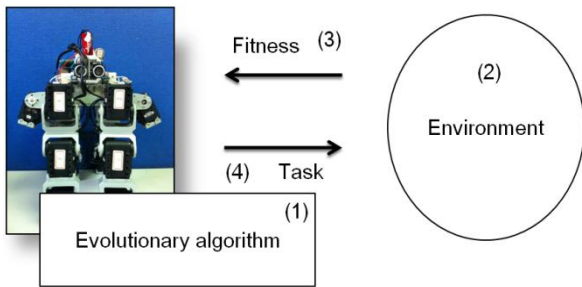 Fitness (3)
(2)
Environment
(4) Task
(1)
Evolutionary algorithm